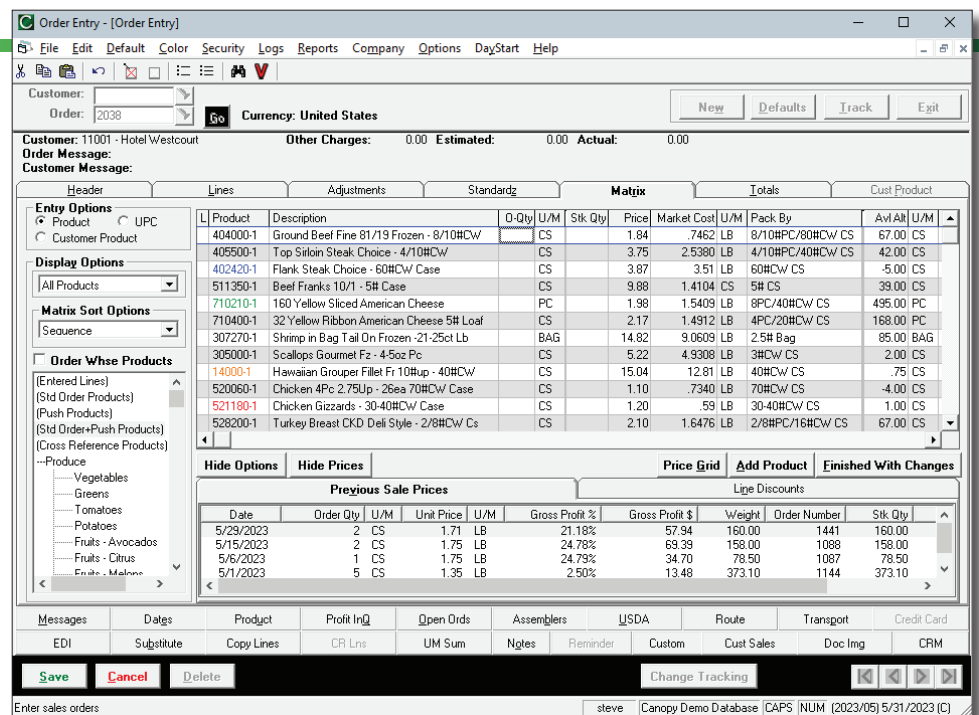 Order Entry - [Order Entry]
File Edit Default Color Security Logs Reports Company Options DayStart Help
Customer:
Order: 2038 Go Currency: United States New Defaults Track Exit
Customer: 11001 - Hotel Westcourt Other Charges: 0.00 Estimated: 0.00 Actual: 0.00
Order Message:
Customer Message:
Header Lines Adjustments Standardz Matrix Totals Cust Product
Entry Options
Product UPC
Customer Product
Display Options
All Products
Matrix Sort Options
Sequence
Order Whse Products
(Entered Lines)
(Std Order Products)
(Push Products)
(Std Order+Push Products)
(Cross Reference Products)
---Produce
Vegetables
Greens
Tomatoes
Potatoes
Fruits - Avocados
Fruits - Citrus
Fruits - Melons
L Product Description O-Qty U/M Stk Qty Price Market Cost U/M Pack By Avl Alt U/M
404000-1 Ground Beef Fine 81/19 Frozen - 8/10#CW CS 1.84 .7462 LB 8/10#PC/80#CW CS 67.00 CS
405500-1 Top Sirloin Steak Choice - 4/10#CW CS 3.75 2.5380 LB 4/10#PC/40#CW CS 42.00 CS
402420-1 Flank Steak Choice - 60#CW Case CS 3.87 3.51 LB 60#CW CS -5.00 CS
511350-1 Beef Franks 10/1 - 5# Case CS 9.88 1.4104 CS 5# CS 39.00 CS
710210-1 160 Yellow Sliced American Cheese PC 1.98 1.5409 LB 8PC/40#CW CS 495.00 PC
710400-1 32 Yellow Ribbon American Cheese 5# Loaf CS 2.17 1.4912 LB 4PC/20#CW CS 168.00 PC
307270-1 Shrimp in Bag Tail On Frozen -21-25ct Lb BAG 14.82 9.0609 LB 2.5# Bag 85.00 BAG
305000-1 Scallops Gourmet Fz - 4-5oz Pc CS 5.22 4.9308 LB 3#CW CS 2.00 CS
14000-1 Hawaiian Grouper Fillet Fr 10#up - 40#CW CS 15.04 12.81 LB 40#CW CS .75 CS
520060-1 Chicken 4Pc 2.75Up - 26ea 70#CW Case CS 1.10 .7340 LB 70#CW CS -4.00 CS
521180-1 Chicken Gizzards - 30-40#CW Case CS 1.20 .59 LB 30-40#CW CS 1.00 CS
528200-1 Turkey Breast CKD Deli Style - 2/8#CW Cs CS 2.10 1.6476 LB 2/8#PC/16#CW CS 67.00 CS
Hide Options Hide Prices Price Grid Add Product Finished With Changes
Previous Sale Prices Line Discounts
Date Order Qty U/M Unit Price U/M Gross Profit % Gross Profit $ Weight Order Number Stk Qty
5/29/2023 2 CS 1.71 LB 21.18% 57.94 160.00 1441 160.00
5/15/2023 2 CS 1.75 LB 24.78% 69.39 158.00 1088 158.00
5/6/2023 1 CS 1.75 LB 24.79% 34.70 78.50 1087 78.50
5/1/2023 5 CS 1.35 LB 2.50% 13.48 373.10 1144 373.10
Messages Dates Product Profit InQ Open Ords Assemblers USDA Route Transport Credit Card
EDI Substitute Copy Lines CR Lns UM Sum Notes Reminder Custom Cust Sales Doc Img CRM
Save Cancel Delete Change Tracking
Enter sales orders steve Canopy Demo Database CAPS NUM (2023/05) 5/31/2023 (C)